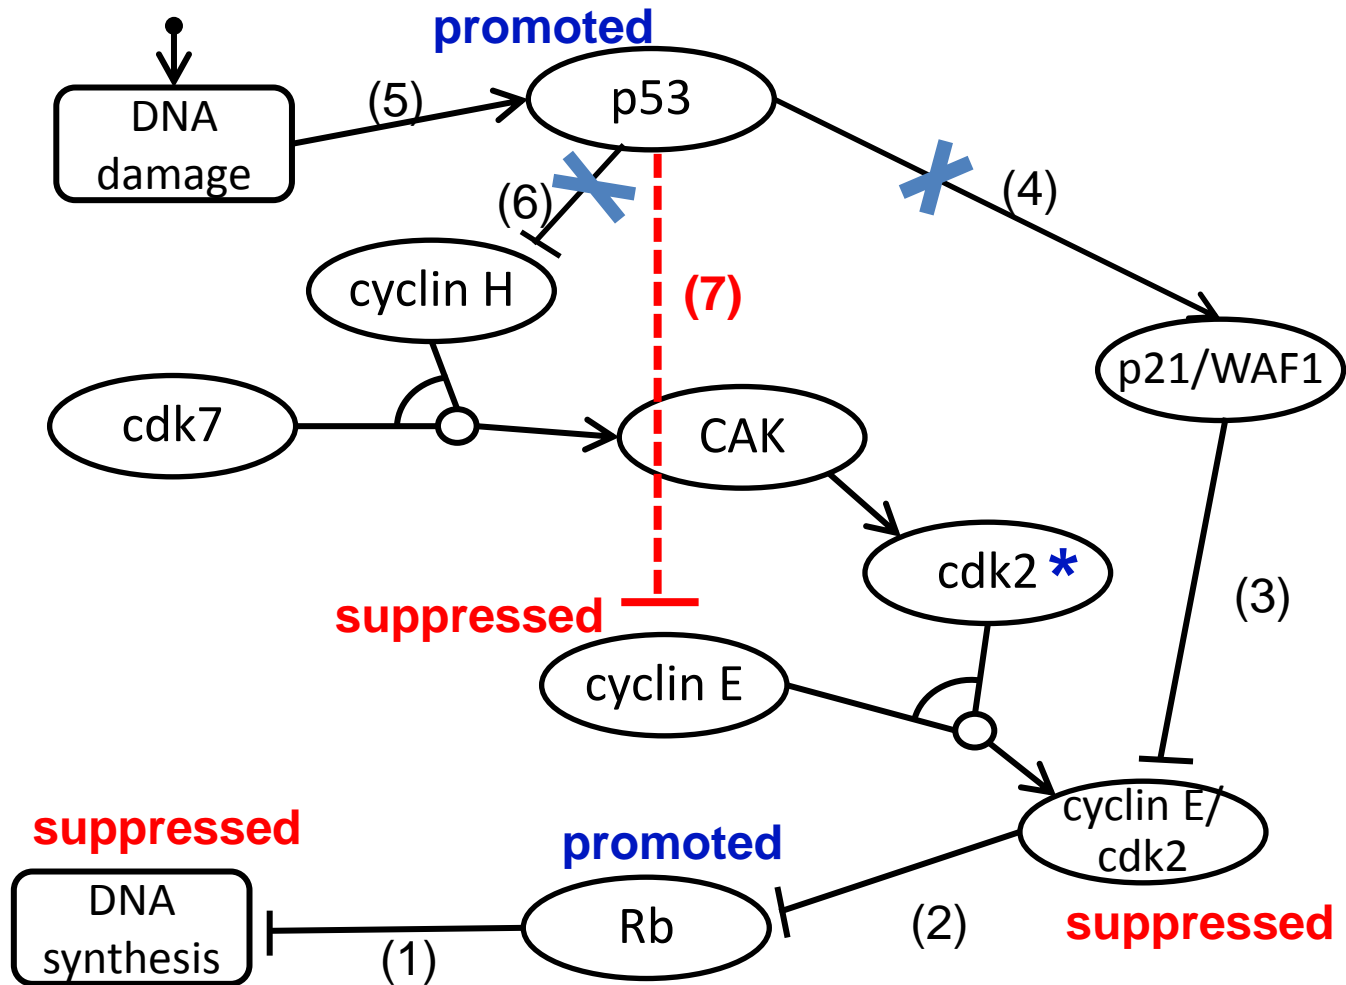 promoted
DNA
damage
(5)
p53
(6)
(4)
cyclin H
(7)
p21/WAF1
cdk7
CAK
cdk2 *
suppressed
(3)
cyclin E
cyclin E/
cdk2
suppressed
suppressed
promoted
DNA
synthesis
(1)
Rb
(2)